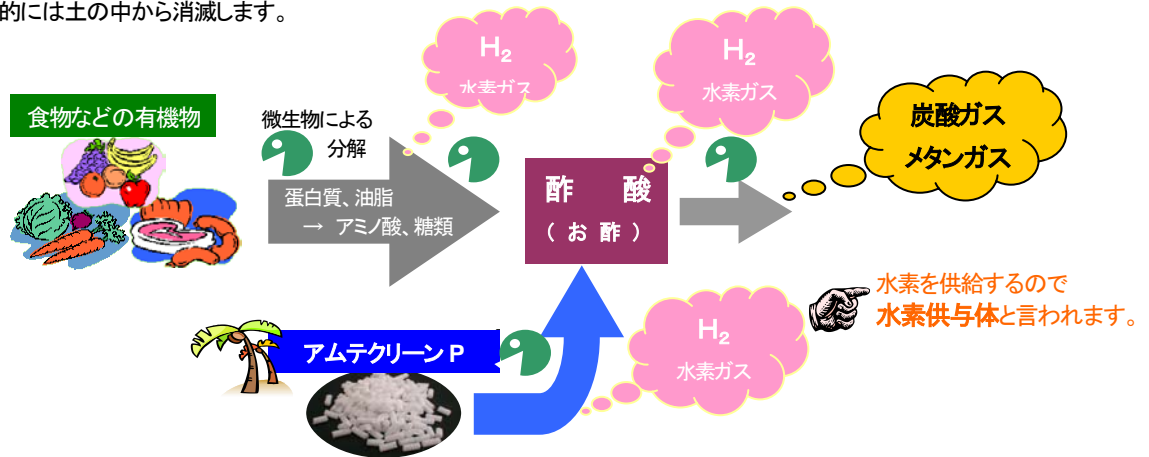 的には土の中から消滅します。
H₂
水素ガス
H₂
水素ガス
食物などの有機物
微生物による
分解
炭酸ガス
メタンガス
蛋白質、油脂
→ アミノ酸、糖類
酢 酸
（お酢）
水素を供給するので
水素供与体と言われます。
H₂
水素ガス
アムテクリーンP